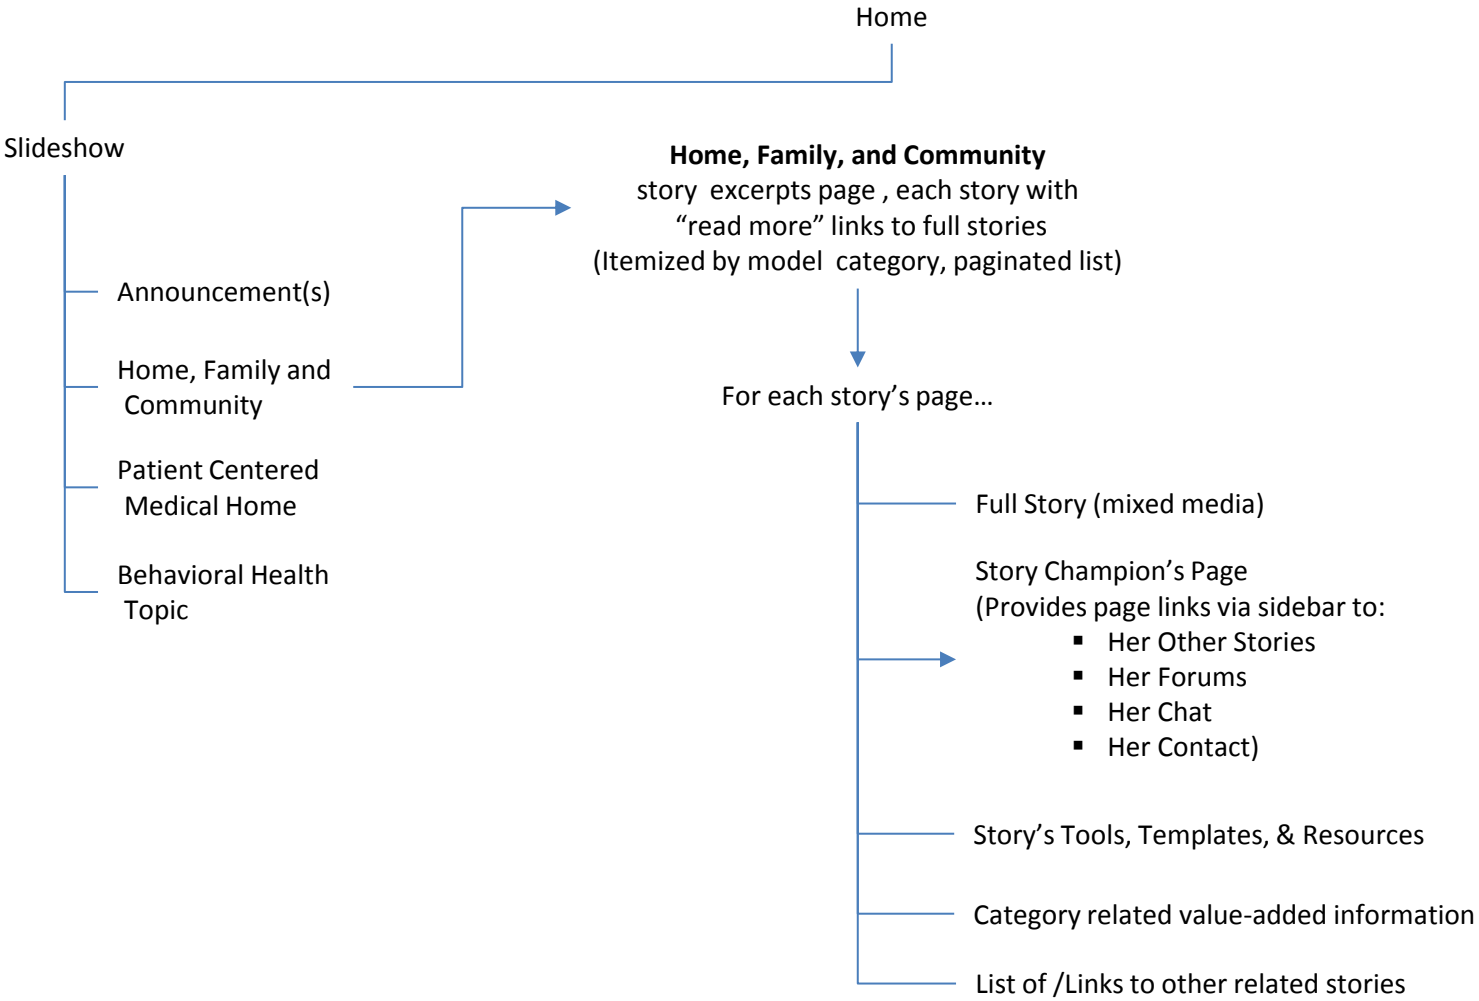 Home
Slideshow
Announcement(s)
Home, Family and
Community
Patient Centered
Medical Home
Behavioral Health
Topic
Home, Family, and Community
story excerpts page , each story with
“read more” links to full stories
(Itemized by model category, paginated list)
For each story’s page…
Full Story (mixed media)
Story Champion’s Page
(Provides page links via sidebar to:
▪ Her Other Stories
▪ Her Forums
▪ Her Chat
▪ Her Contact)
Story’s Tools, Templates, & Resources
Category related value-added information
List of /Links to other related stories